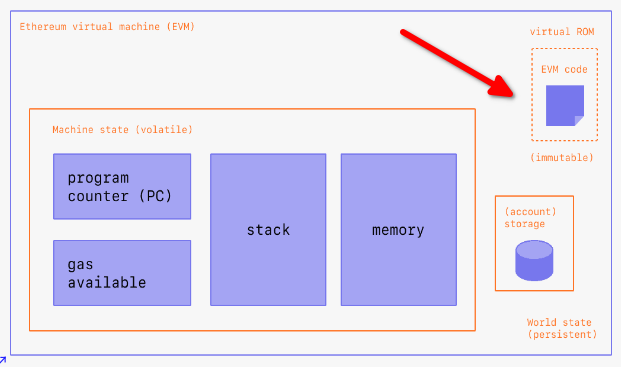 Ethereum virtual machine (EVM)
virtual ROM
EVM code
(immutable)
Machine state (volatile)
program
counter (PC)
gas
available
stack
memory
(account)
storage
World state
(persistent)